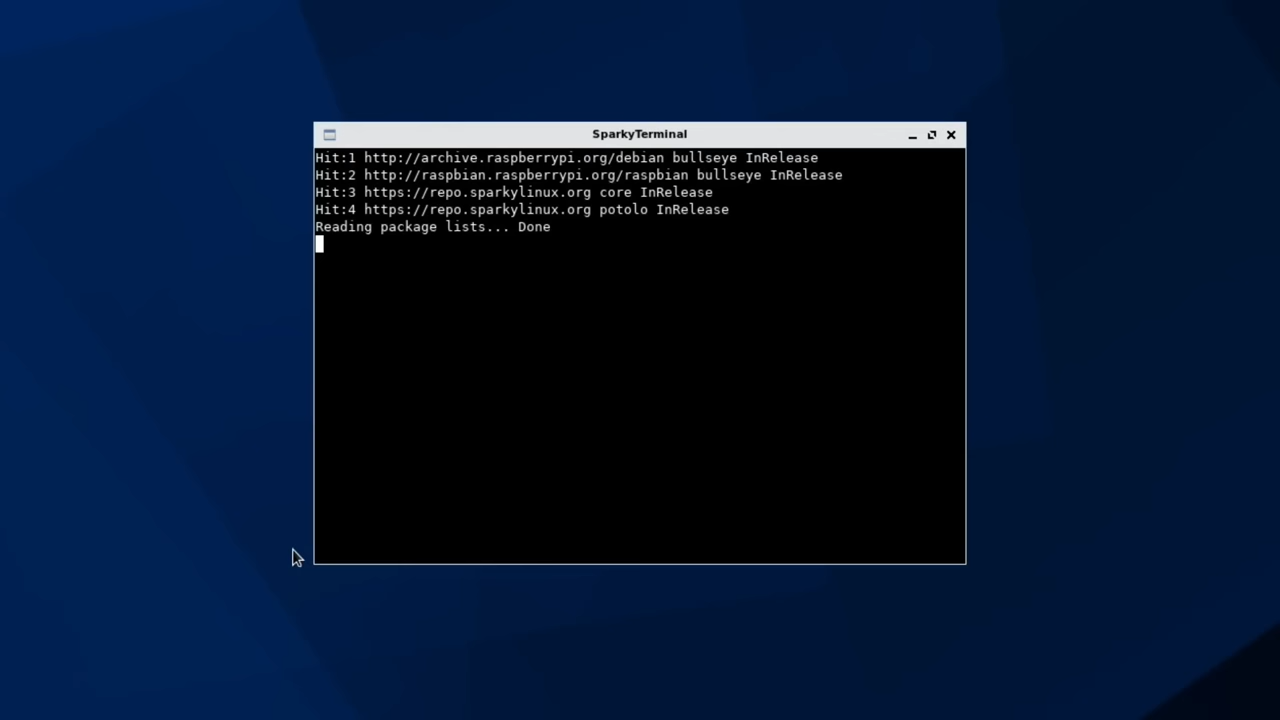 SparkyTerminal
Hit:1 http://archive.raspberrypi.org/debian bullseye InRelease
Hit:2 http://raspbian.raspberrypi.org/raspbian bullseye InRelease
Hit:3 https://repo.sparkylinux.org core InRelease
Hit:4 https://repo.sparkylinux.org potolo InRelease
Reading package lists... Done